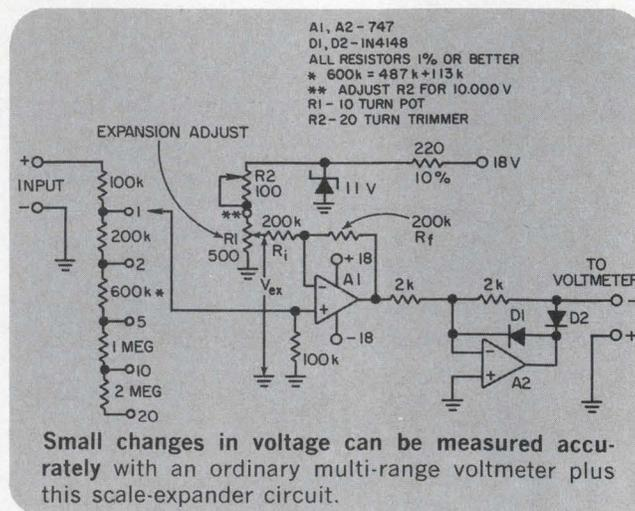 A1, A2-747
D1, D2-1N4148
ALL RESISTORS 1% OR BETTER
* 600k = 487k+113k
** ADJUST R2 FOR 10.000 V
R1-10 TURN POT
R2-20 TURN TRIMMER
EXPANSION ADJUST
+
INPUT
-
100k
1
200k
2
600k*
5
1 MEG
10
2 MEG
20
R2
100
**
R1
500
11 V
220
10%
18V
200k
Ri
Vex
200k
Rf
+18
A1
-18
100k
2k
2k
D1
D2
A2
TO
VOLTMETER
-
+
Small changes in voltage can be measured accu-
rately with an ordinary multi-range voltmeter plus
this scale-expander circuit.